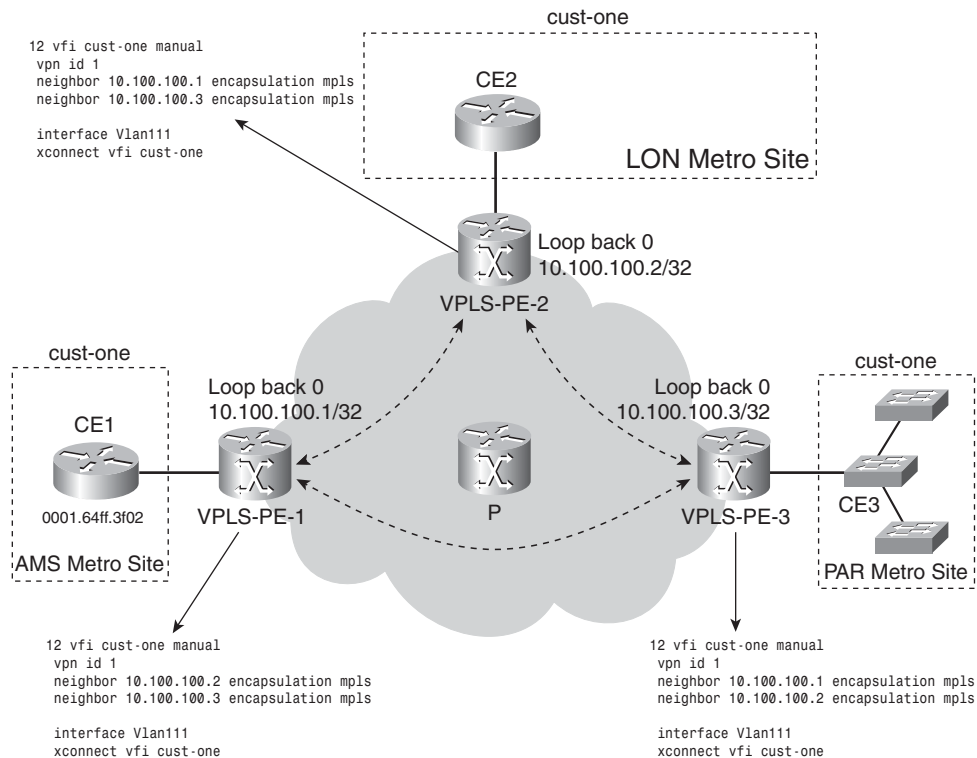 cust-one
12 vfi cust-one manual
vpn id 1
neighbor 10.100.100.1 encapsulation mpls
neighbor 10.100.100.3 encapsulation mpls
interface Vlan111
xconnect vfi cust-one
CE2
LON Metro Site
Loop back 0
10.100.100.2/32
VPLS-PE-2
cust-one
CE1
0001.64ff.3f02
AMS Metro Site
Loop back 0
10.100.100.1/32
VPLS-PE-1
P
Loop back 0
10.100.100.3/32
VPLS-PE-3
cust-one
CE3
PAR Metro Site
12 vfi cust-one manual
vpn id 1
neighbor 10.100.100.2 encapsulation mpls
neighbor 10.100.100.3 encapsulation mpls
interface Vlan111
xconnect vfi cust-one
12 vfi cust-one manual
vpn id 1
neighbor 10.100.100.1 encapsulation mpls
neighbor 10.100.100.2 encapsulation mpls
interface Vlan111
xconnect vfi cust-one